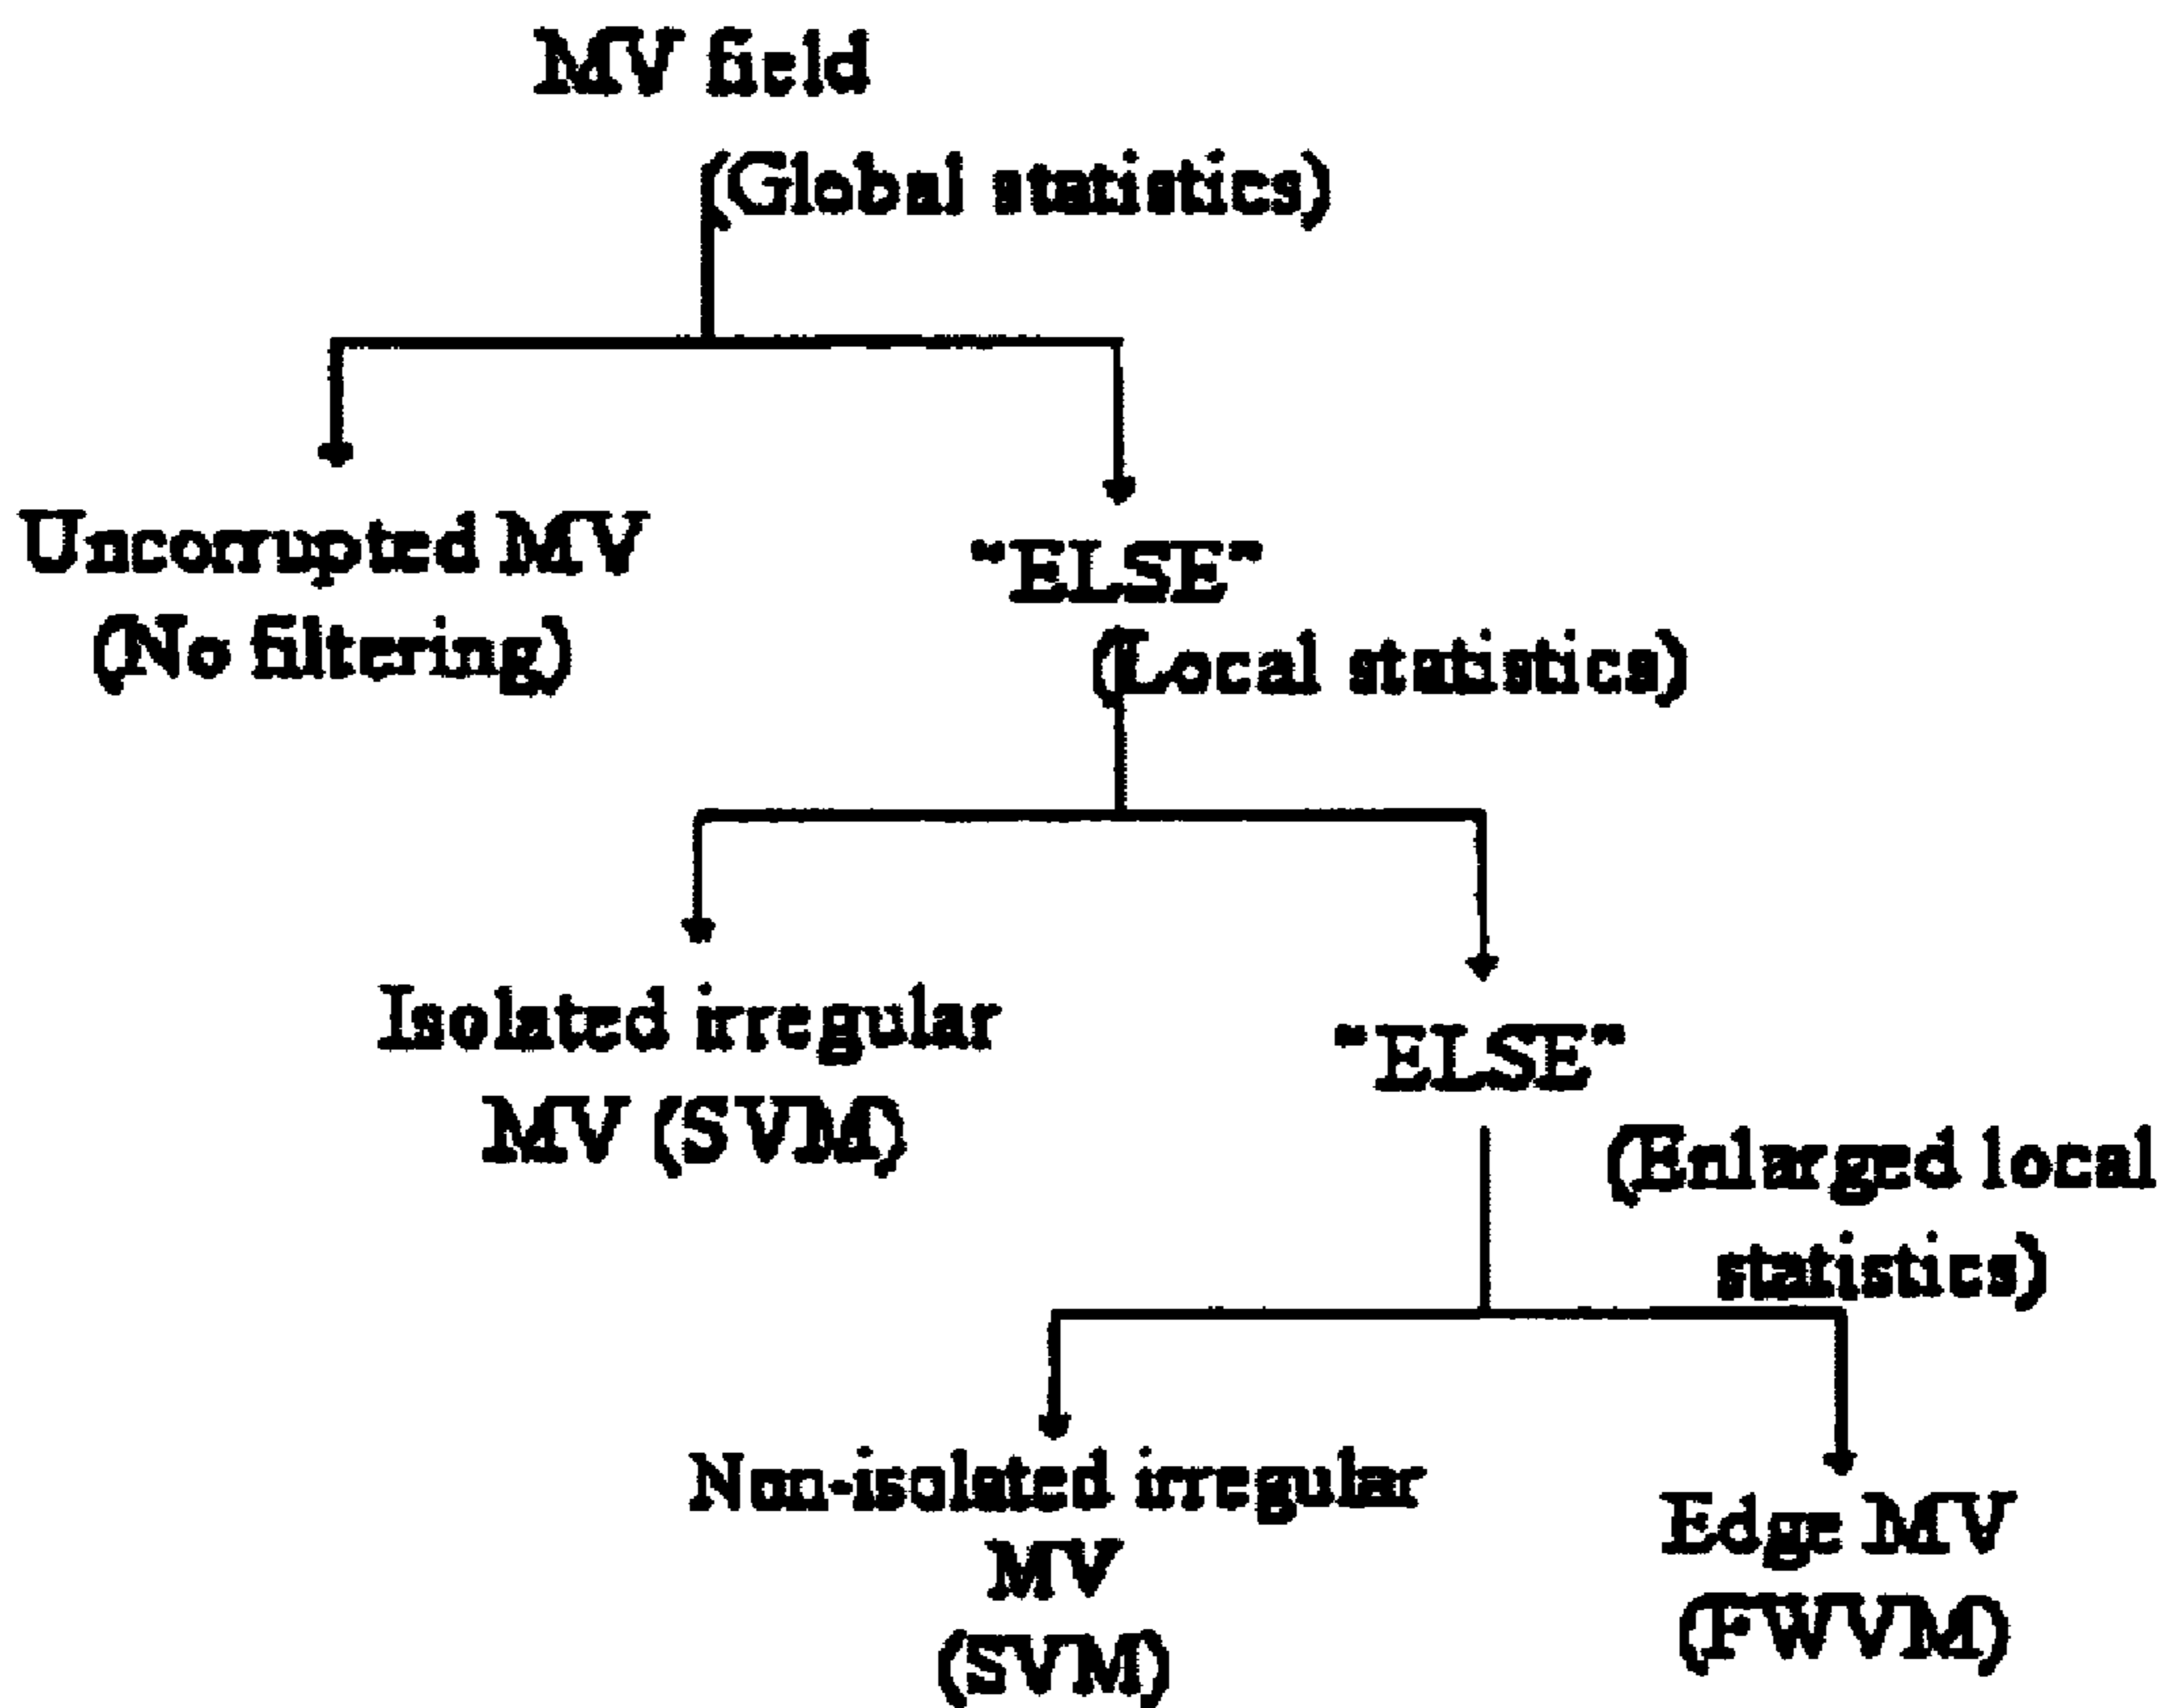 MV field
(Global statistics)
Uncorrupted MV
(No filtering)
"ELSE"
(Local statistics)
Isolated irregular
MV (SVM)
"ELSE"
(Enlarged local
statistics)
Non-isolated irregular
MV
(SVM)
Edge MV
(FWVM)